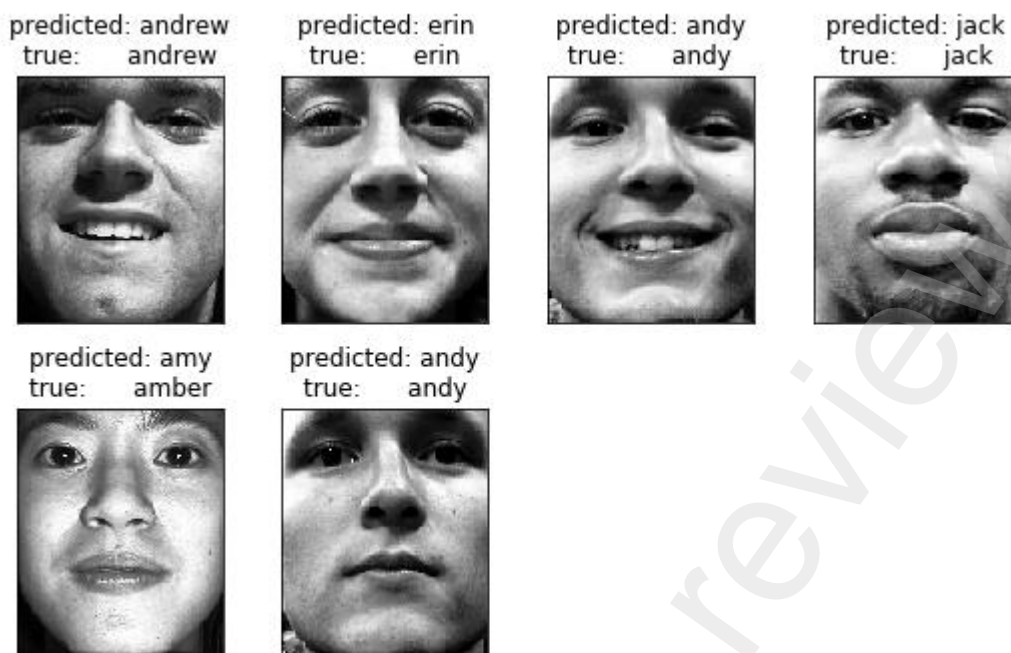 predicted: andrew
true: andrew
predicted: erin
true: erin
predicted: andy
true: andy
predicted: jack
true: jack
predicted: amy
true: amber
predicted: andy
true: andy
review